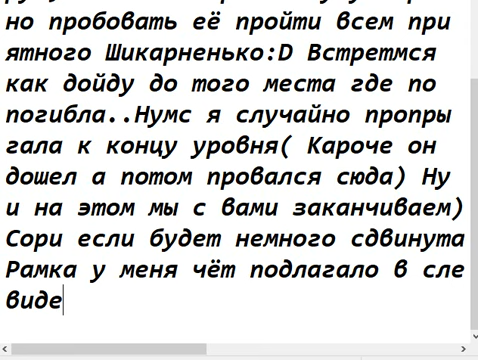 но пробовать её пройти всем при
ятного Шикарненько:D Встретмся
как дойду до того места где по
погибла..Нумс я случайно пропры
гала к концу уровня( Кароче он
дошел а потом провался сюда) Ну
и на этом мы с вами заканчиваем)
Сори если будет немного сдвинута
Рамка у меня чёт подлагало в сле
виде